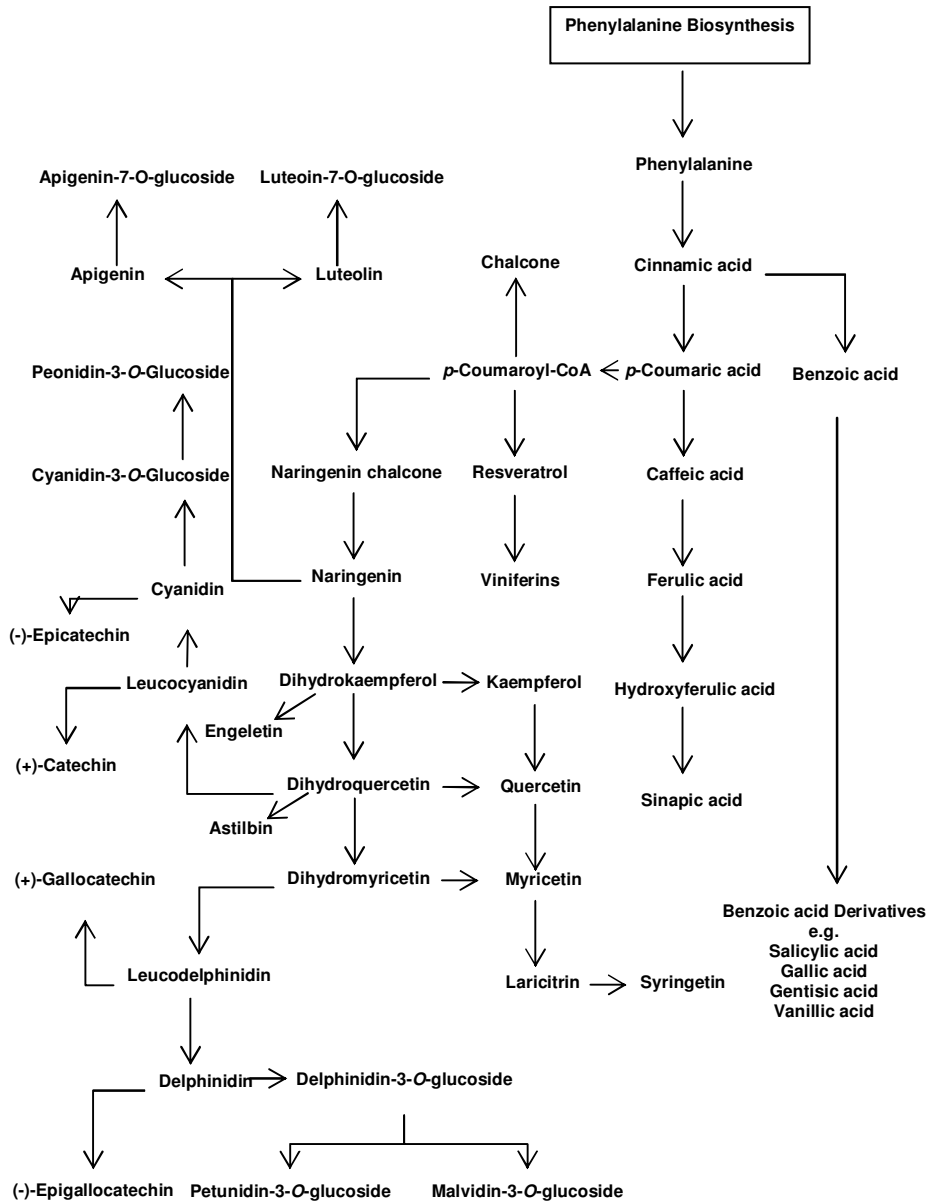 Phenylalanine Biosynthesis
Phenylalanine
Apigenin-7-O-glucoside
Luteoin-7-O-glucoside
Chalcone
Cinnamic acid
Apigenin
Luteolin
Peonidin-3-O-Glucoside
p-Coumaroyl-CoA
p-Coumaric acid
Benzoic acid
Cyanidin-3-O-Glucoside
Naringenin chalcone
Resveratrol
Caffeic acid
Cyanidin
Naringenin
Viniferins
Ferulic acid
(-)-Epicatechin
Leucocyanidin
Dihydrokaempferol
Kaempferol
Hydroxyferulic acid
Engeletin
(+)-Catechin
Dihydroquercetin
Quercetin
Sinapic acid
Astilbin
(+)-Gallocatechin
Dihydromyricetin
Myricetin
Benzoic acid Derivatives
e.g.
Salicylic acid
Gallic acid
Gentisic acid
Vanillic acid
Leucodelphinidin
Laricitrin
Syringetin
Delphinidin
Delphinidin-3-O-glucoside
(-)-Epigallocatechin
Petunidin-3-O-glucoside
Malvidin-3-O-glucoside